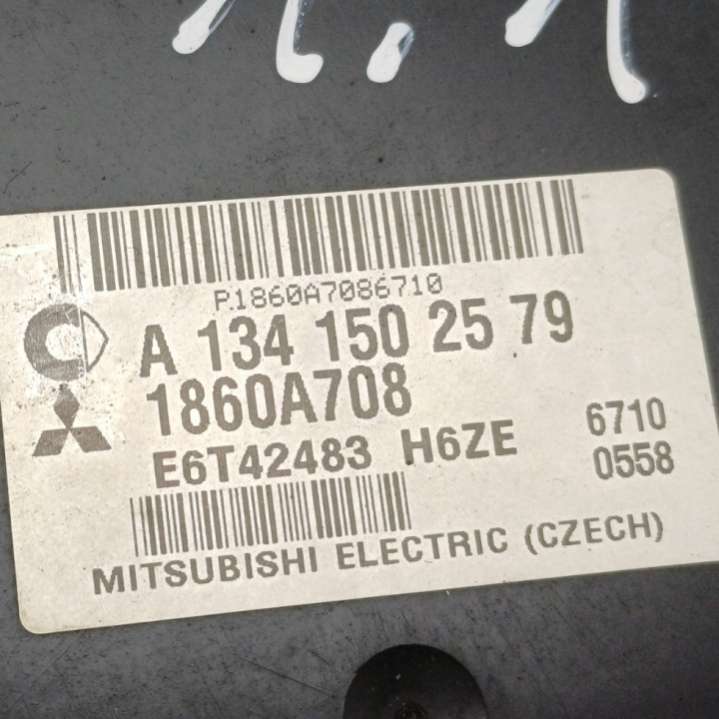 P1860A7086710
A 134 150 25 79
1860A708
E6T42483 H6ZE 6710
0558
MITSUBISHI ELECTRIC (CZECH)